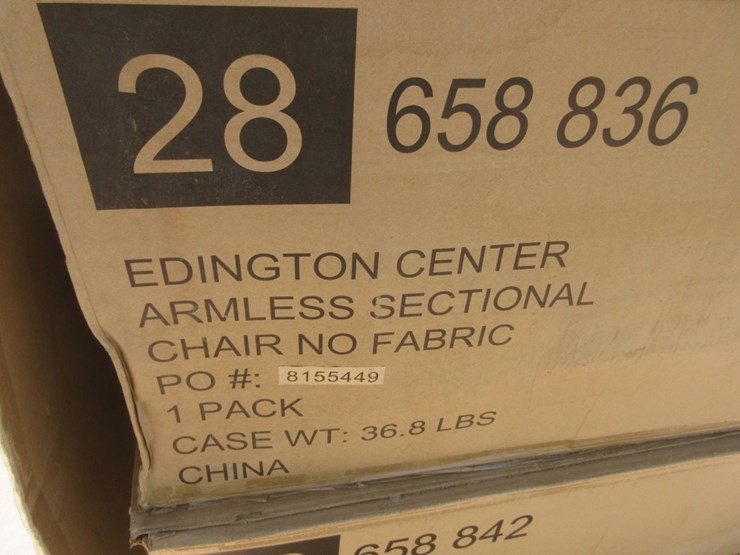 28 658 836
EDINGTON CENTER
ARMLESS SECTIONAL
CHAIR NO FABRIC
PO #: 8155449
1 PACK
CASE WT: 36.8 LBS
CHINA
658 842